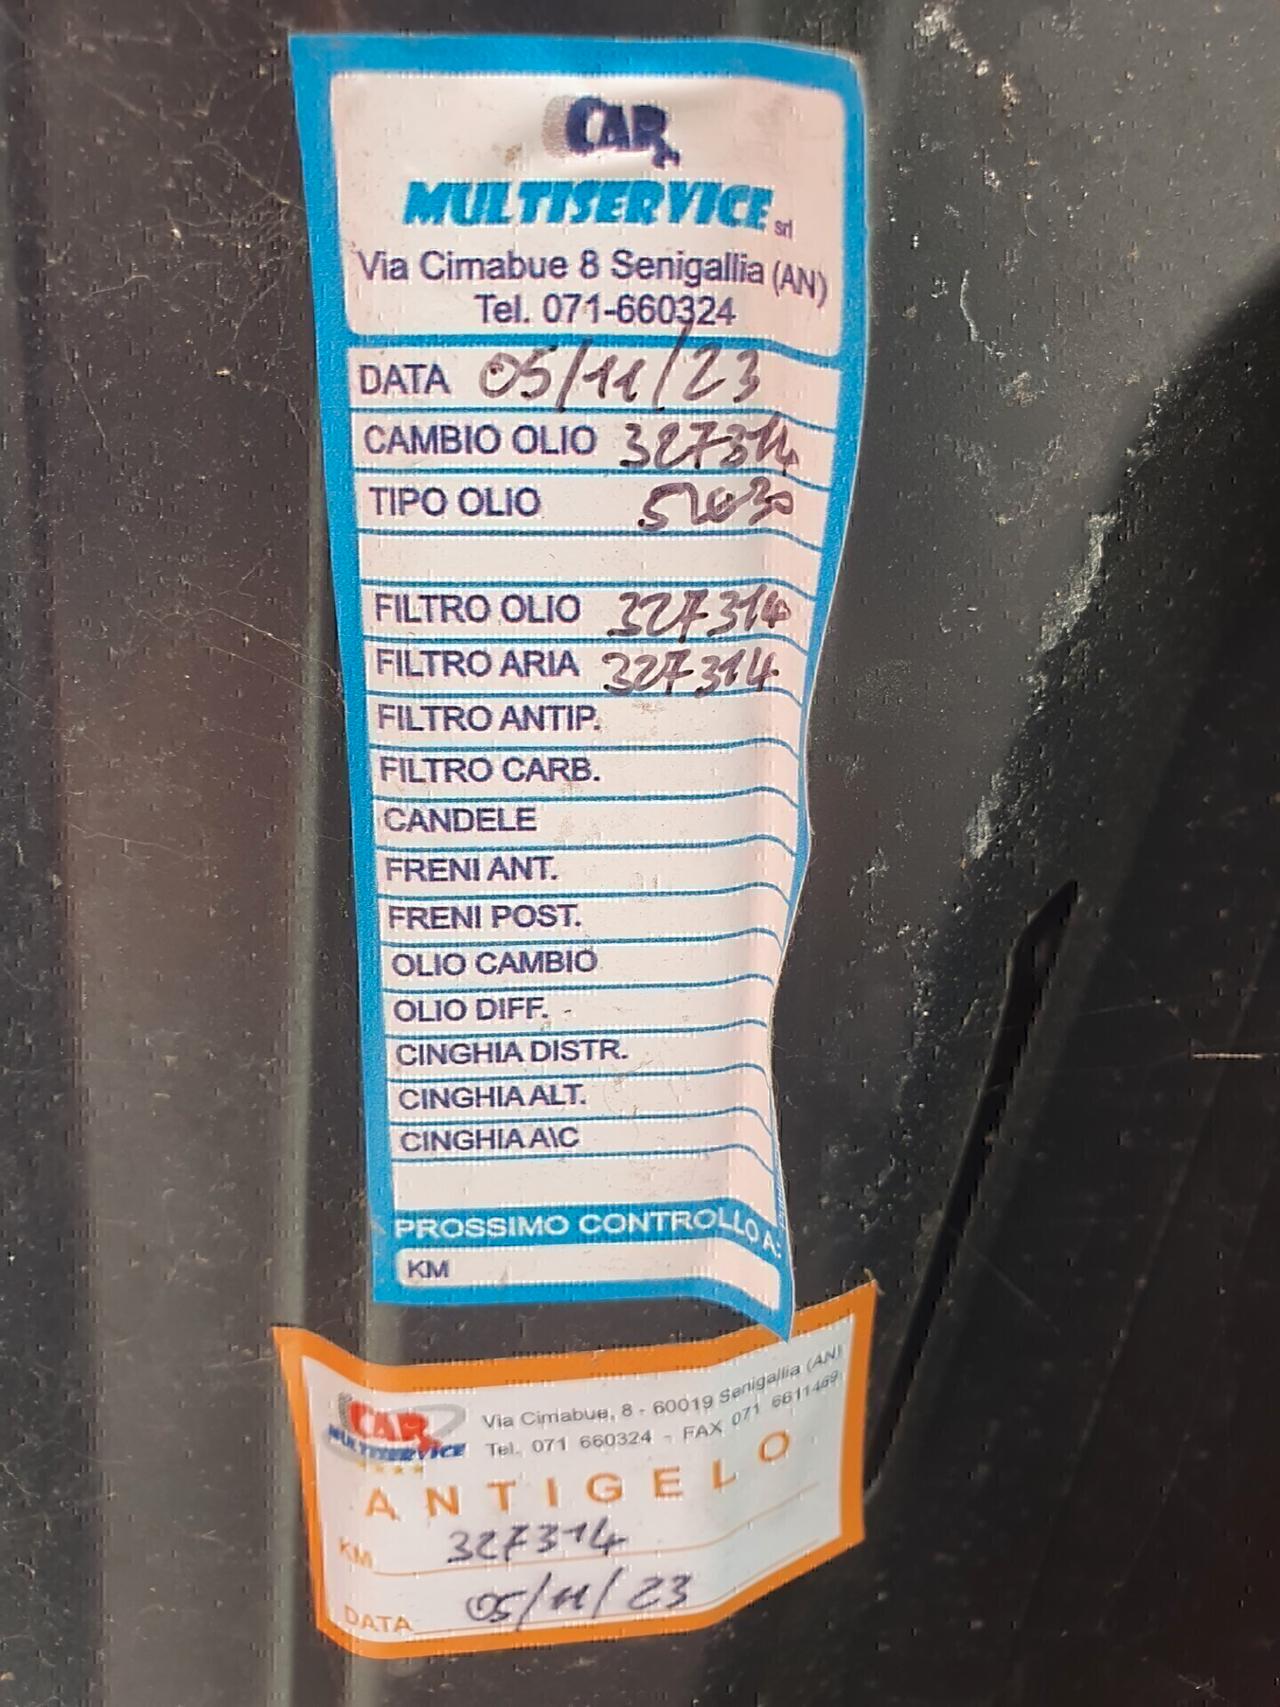 CAR
MULTISERVICE srl
Via Cimabue 8 Senigallia (AN)
Tel. 071-660324
DATA 05/11/23
CAMBIO OLIO 327314
TIPO OLIO 5W30
FILTRO OLIO 327314
FILTRO ARIA 327314
FILTRO ANTIP.
FILTRO CARB.
CANDELE
FRENI ANT.
FRENI POST.
OLIO CAMBIO
OLIO DIFF.
CINGHIA DISTR.
CINGHIA ALT.
CINGHIA A\C
PROSSIMO CONTROLLO A:
KM
CAR
MULTISERVICE
Via Cimabue, 8 - 60019 Senigallia (AN)
Tel. 071 660324 - FAX 071 6611469
ANTIGELO
KM 327314
DATA 05/11/23